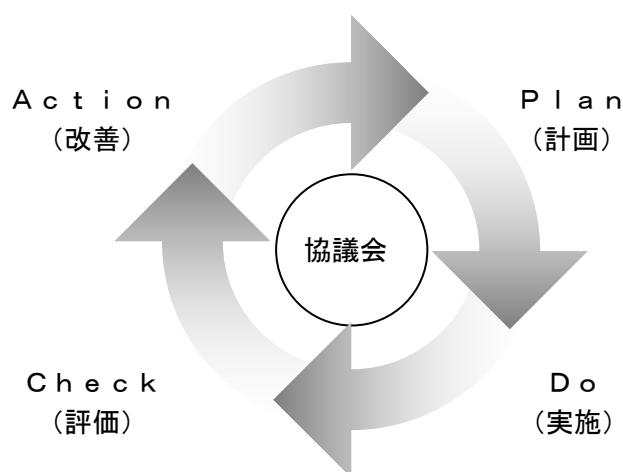 Ａｃｔｉｏｎ
（改善）
Ｐｌａｎ
（計画）
協議会
Ｃｈｅｃｋ
（評価）
Ｄｏ
（実施）